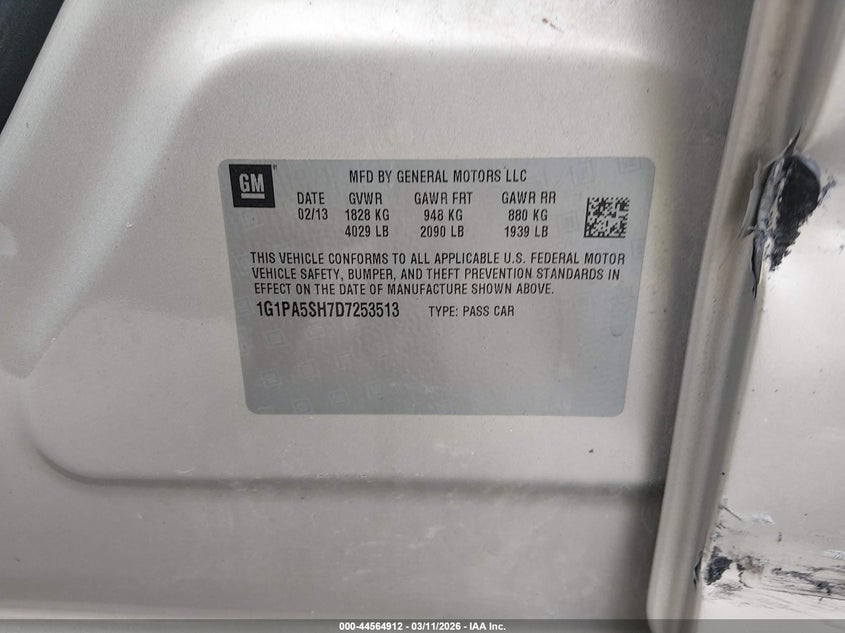 GM
MFD BY GENERAL MOTORS LLC
DATE GVWR GAWR FRT GAWR RR
02/13 1828 KG 948 KG 880 KG
4029 LB 2090 LB 1939 LB
THIS VEHICLE CONFORMS TO ALL APPLICABLE U.S. FEDERAL MOTOR
VEHICLE SAFETY, BUMPER, AND THEFT PREVENTION STANDARDS IN
EFFECT ON THE DATE OF MANUFACTURE SHOWN ABOVE.
1G1PA5SH7D7253513 TYPE: PASS CAR
000-44564912 - 03/11/2026 - IAA Inc.